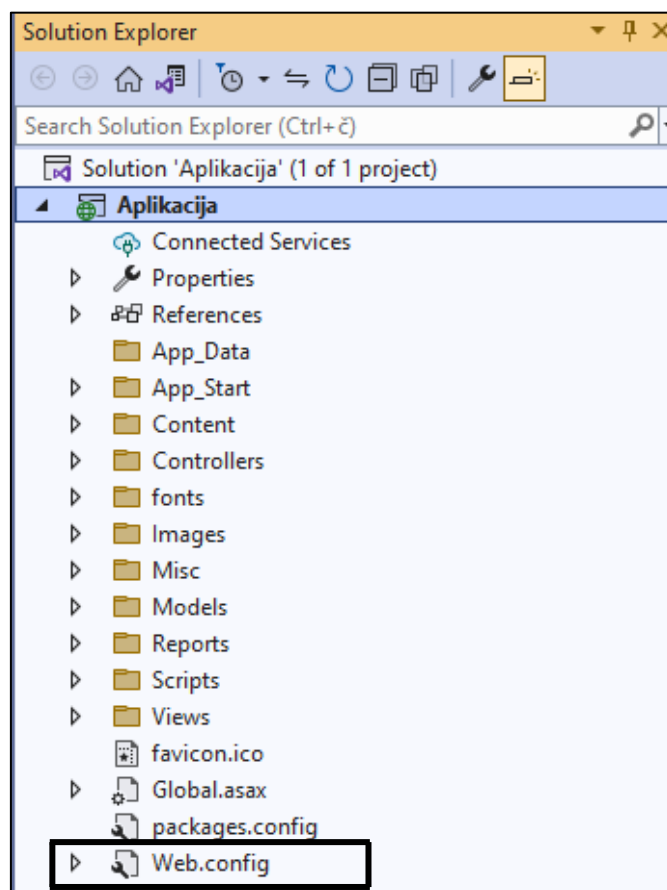 Solution Explorer
Search Solution Explorer (Ctrl+č)
Solution 'Aplikacija' (1 of 1 project)
Aplikacija
Connected Services
Properties
References
App_Data
App_Start
Content
Controllers
fonts
Images
Misc
Models
Reports
Scripts
Views
favicon.ico
Global.asax
packages.config
Web.config